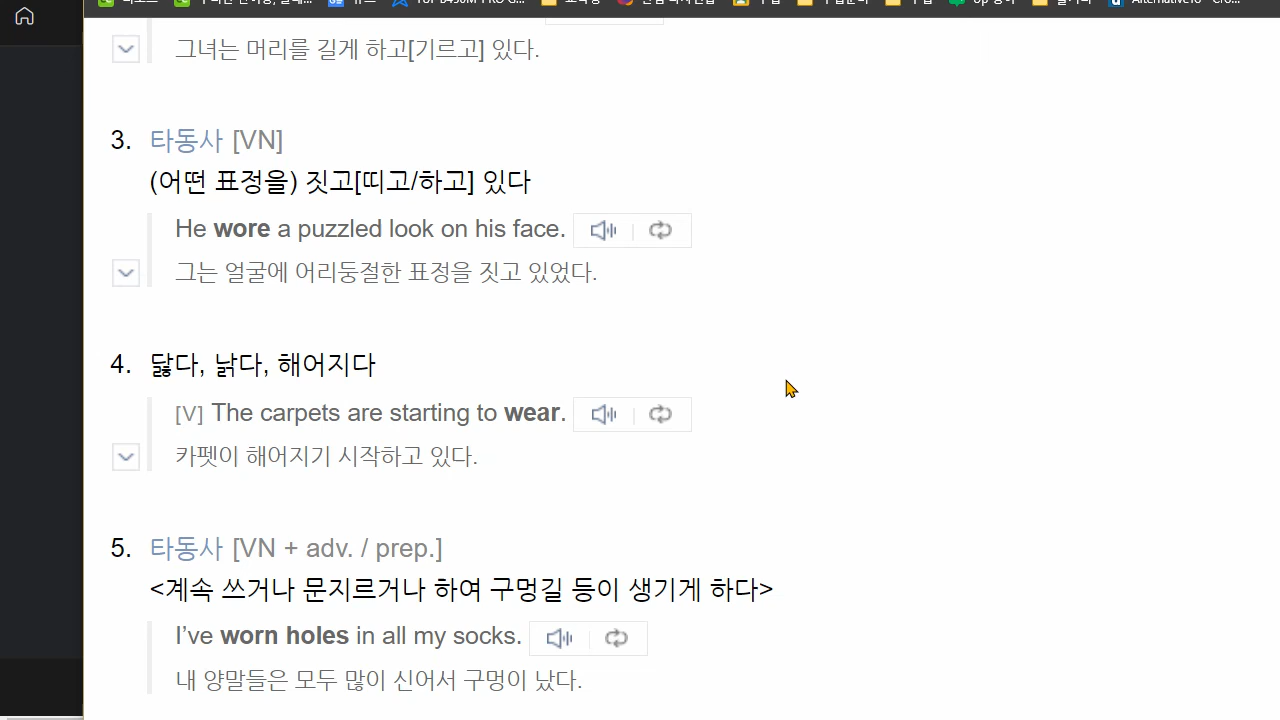 그녀는 머리를 길게 하고[기르고] 있다.
3. 타동사 [VN]
(어떤 표정을) 짓고[띠고/하고] 있다
He wore a puzzled look on his face.
그는 얼굴에 어리둥절한 표정을 짓고 있었다.
4. 닳다, 낡다, 해어지다
[V] The carpets are starting to wear.
카펫이 해어지기 시작하고 있다.
5. 타동사 [VN + adv. / prep.]
<계속 쓰거나 문지르거나 하여 구멍길 등이 생기게 하다>
I’ve worn holes in all my socks.
내 양말들은 모두 많이 신어서 구멍이 났다.